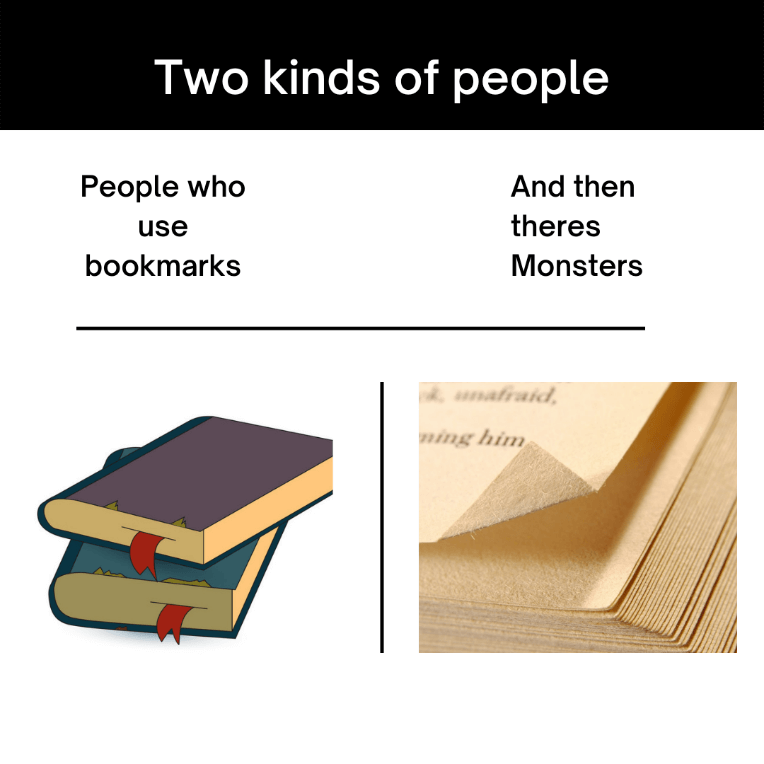 Two kinds of people
People who
use
bookmarks
And then
theres
Monsters
unafraid,
ning him